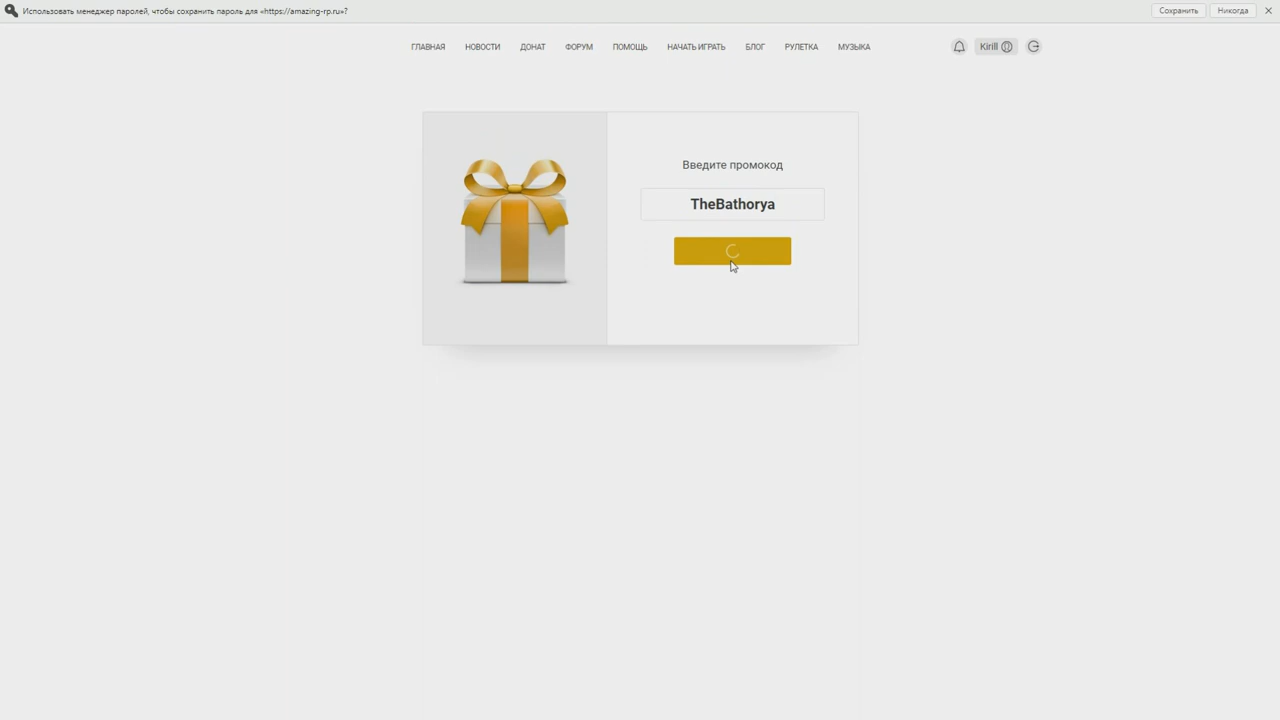 Использовать менеджер паролей, чтобы сохранить пароль для «https://amazing-rp.ru»?
Сохранить
Никогда
ГЛАВНАЯ НОВОСТИ ДОНАТ ФОРУМ ПОМОЩЬ НАЧАТЬ ИГРАТЬ БЛОГ РУЛЕТКА МУЗЫКА
Kirill
Введите промокод
TheBathorya